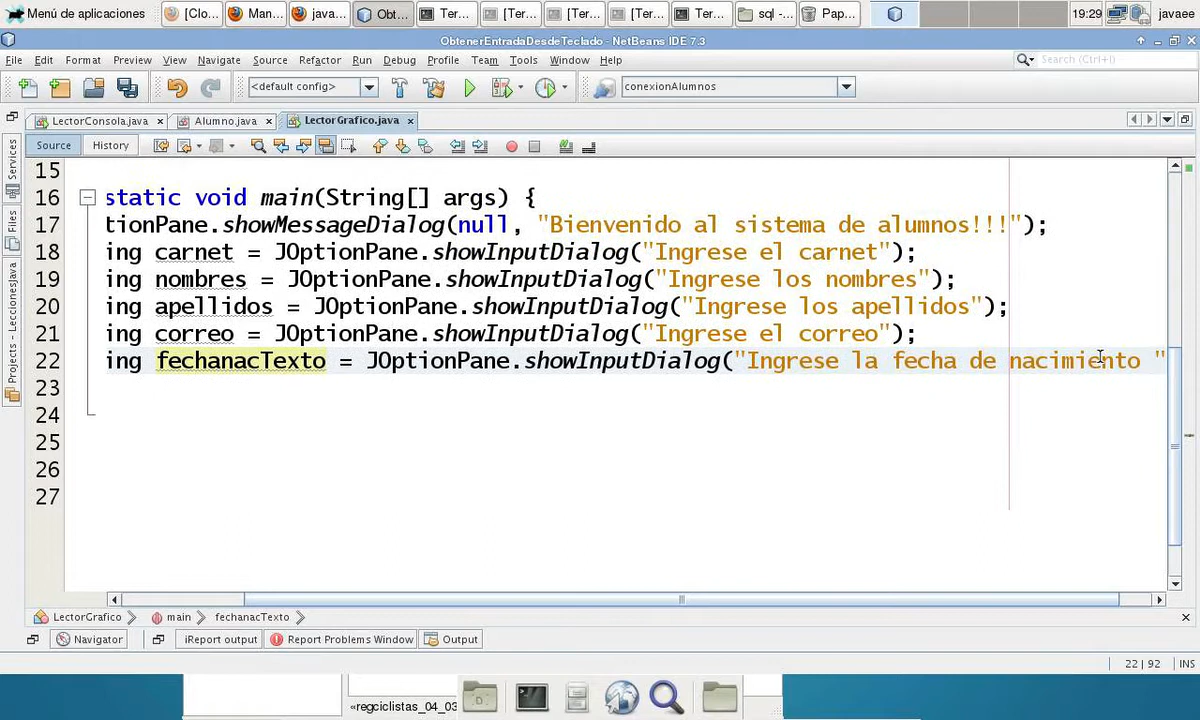 Menú de aplicaciones [Clo... Man... java... Obt... Ter... [Ter... [Ter... [Ter... Ter... sql -... Pap... 19:29 javaee
ObtenerEntradaDesdeTeclado - NetBeans IDE 7.3
File Edit Format Preview View Navigate Source Refactor Run Debug Profile Team Tools Window Help Search (Ctrl+I)
<default config> conexionAlumnos
LectorConsola.java Alumno.java LectorGrafico.java
Source History
Services
Files
Projects - LeccionesJava
15
16 static void main(String[] args) {
17 tionPane.showMessageDialog(null, "Bienvenido al sistema de alumnos!!!");
18 ing carnet = JOptionPane.showInputDialog("Ingrese el carnet");
19 ing nombres = JOptionPane.showInputDialog("Ingrese los nombres");
20 ing apellidos = JOptionPane.showInputDialog("Ingrese los apellidos");
21 ing correo = JOptionPane.showInputDialog("Ingrese el correo");
22 ing fechanacTexto = JOptionPane.showInputDialog("Ingrese la fecha de nacimiento "
23
24
25
26
27
LectorGrafico main fechanacTexto
Navigator iReport output Report Problems Window Output
22 | 92 INS
«regciclistas_04_03